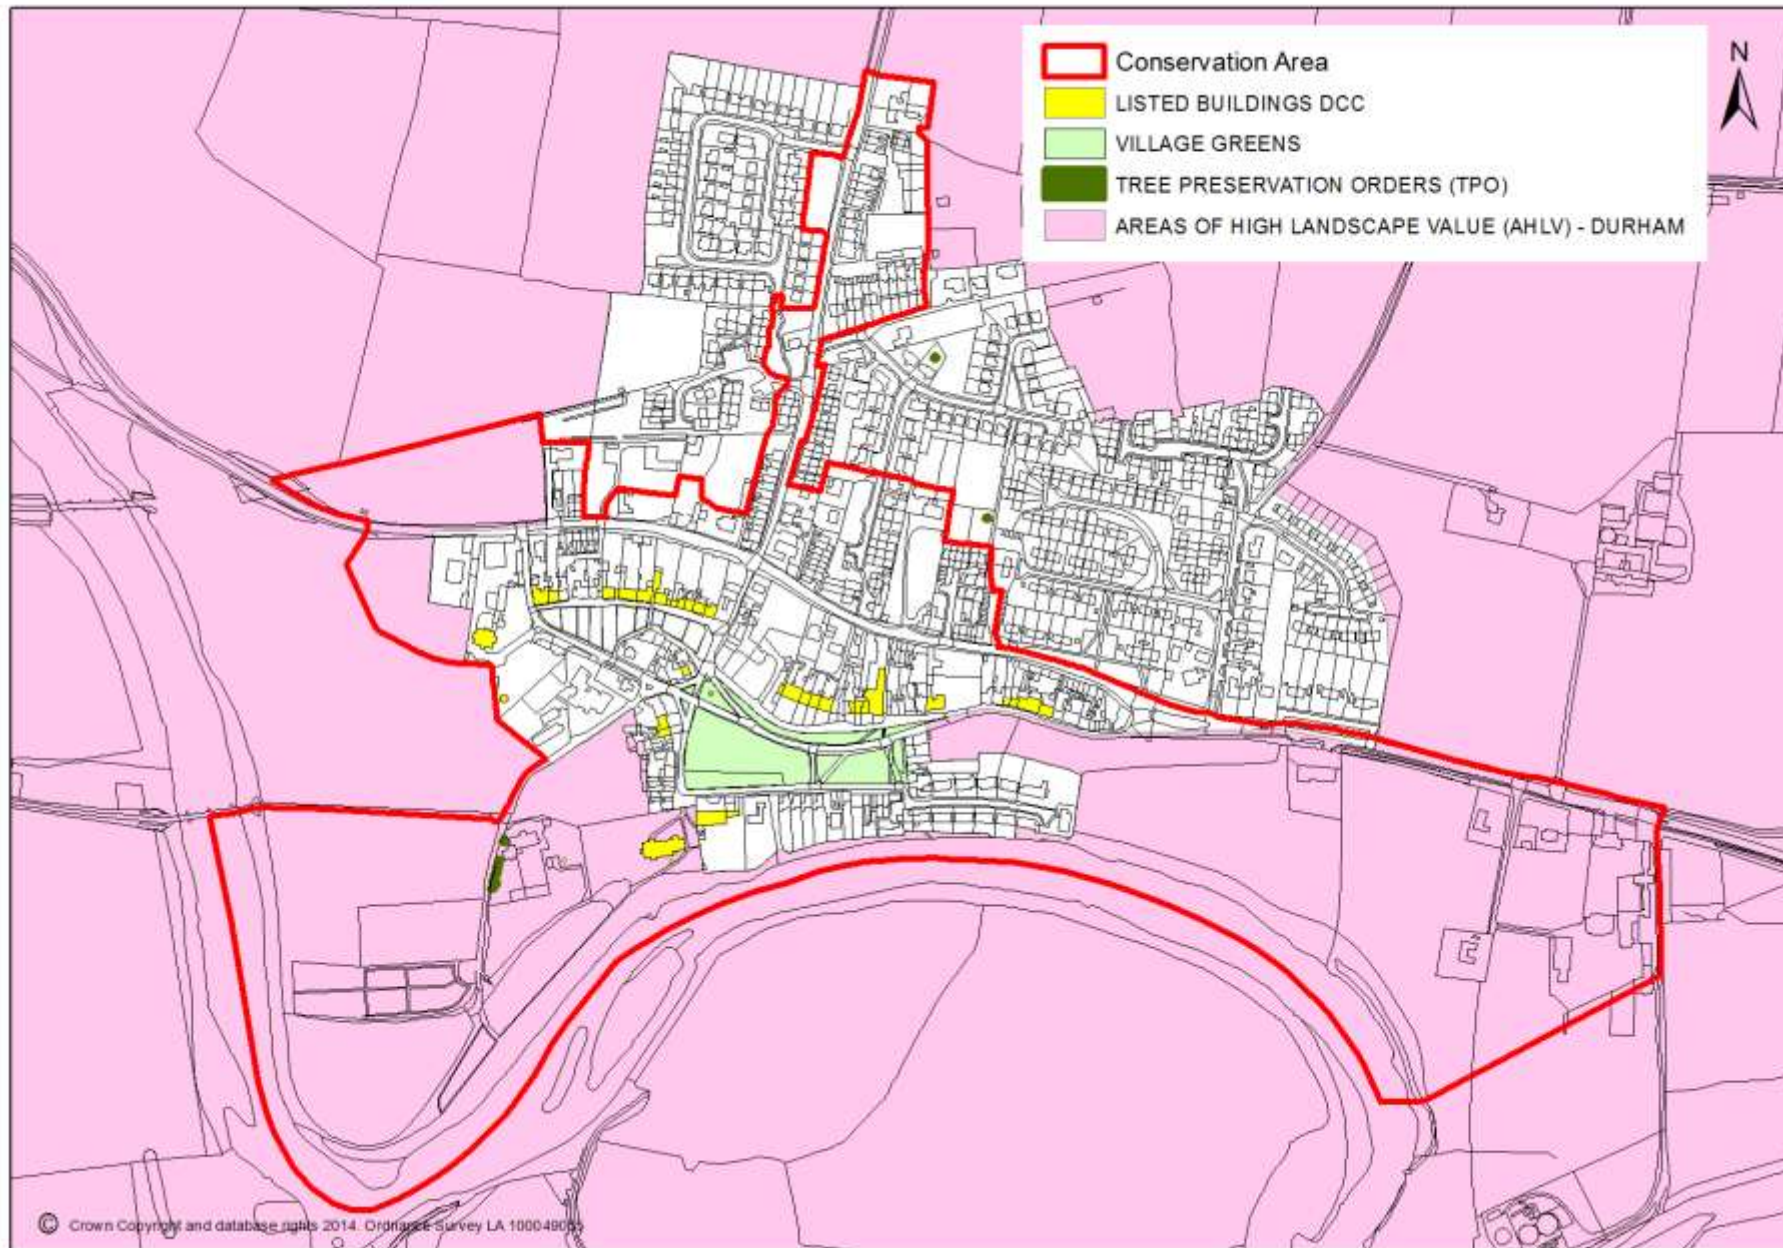 Conservation Area
LISTED BUILDINGS DCC
VILLAGE GREENS
TREE PRESERVATION ORDERS (TPO)
AREAS OF HIGH LANDSCAPE VALUE (AHLV) - DURHAM
N
© Crown Copyright and database rights 2014. Ordnance Survey LA